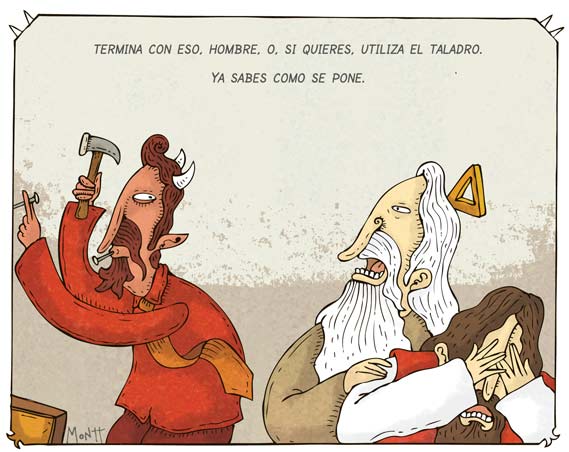 TERMINA CON ESO, HOMBRE, O, SI QUIERES, UTILIZA EL TALADRO.
YA SABES COMO SE PONE.
MONTT